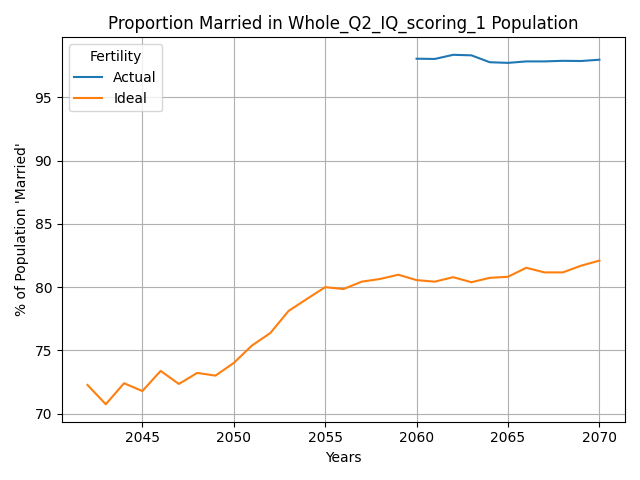 Proportion Married in Whole_Q2_IQ_scoring_1 Population
Fertility
Actual
Ideal
% of Population 'Married'
95
90
85
80
75
70
2045 2050 2055 2060 2065 2070
Years